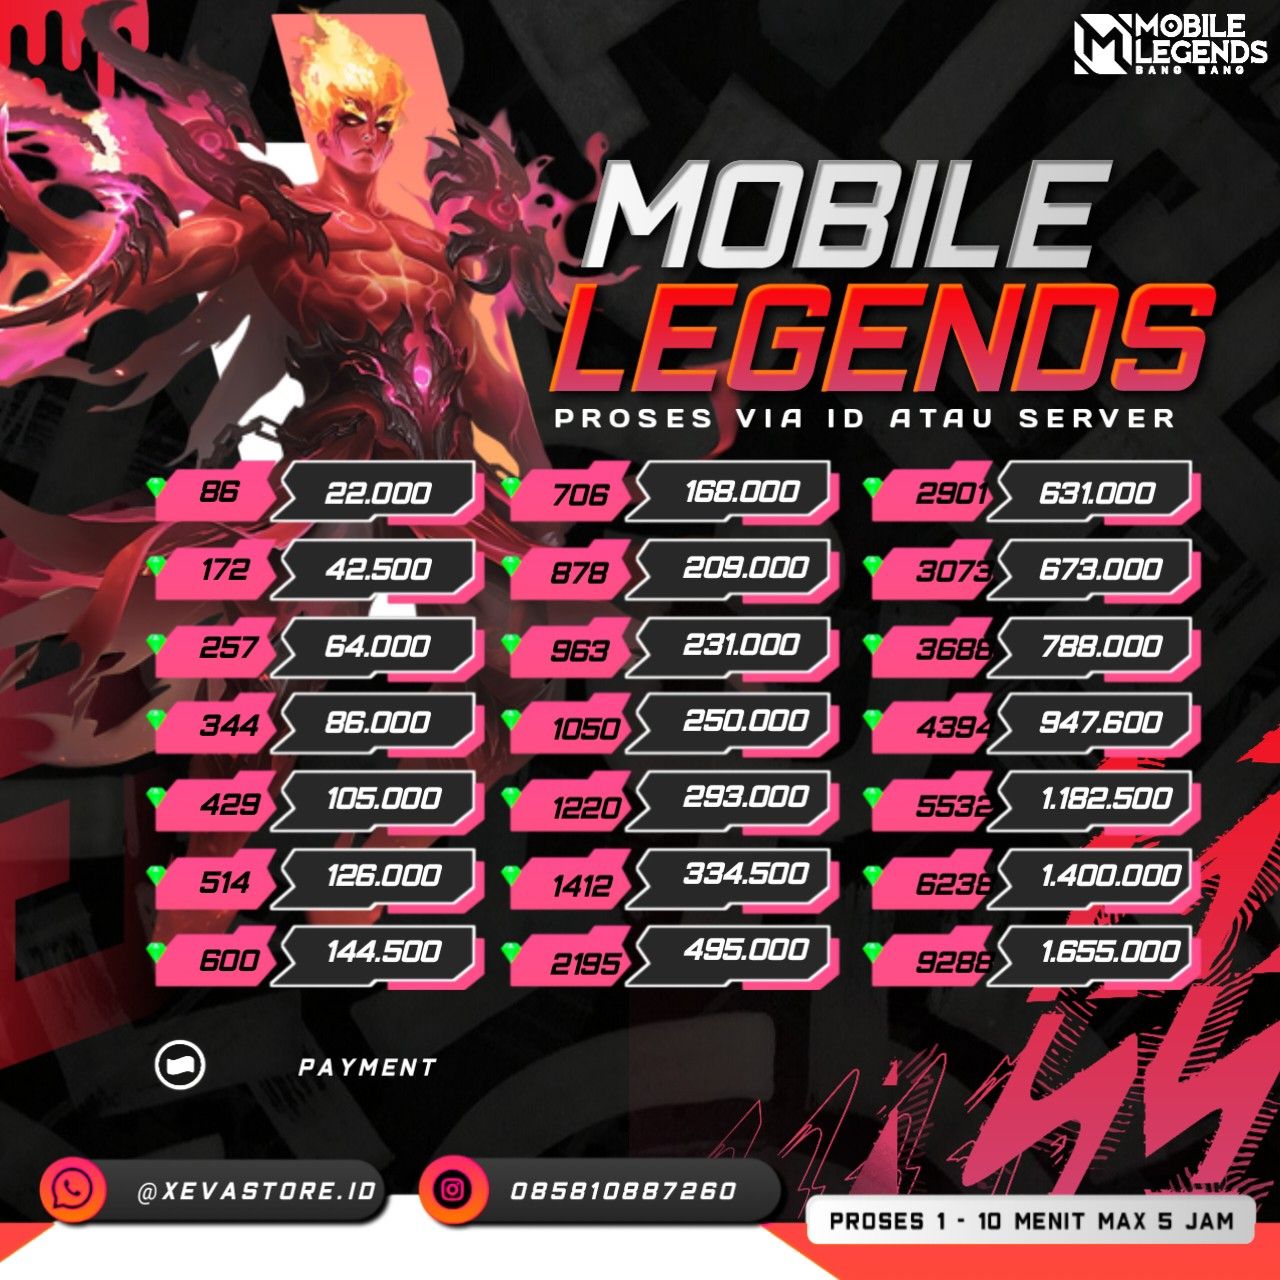 MOBILE
LEGENDS
BANG BANG
MOBILE
LEGENDS
PROSES VIA ID ATAU SERVER
86 22.000
172 42.500
257 64.000
344 86.000
429 105.000
514 126.000
600 144.500
706 168.000
878 209.000
963 231.000
1050 250.000
1220 293.000
1412 334.500
2195 495.000
2901 631.000
3073 673.000
3688 788.000
4394 947.600
5532 1.182.500
6238 1.400.000
9288 1.655.000
PAYMENT
@XEVASTORE.ID
085810887260
PROSES 1 - 10 MENIT MAX 5 JAM